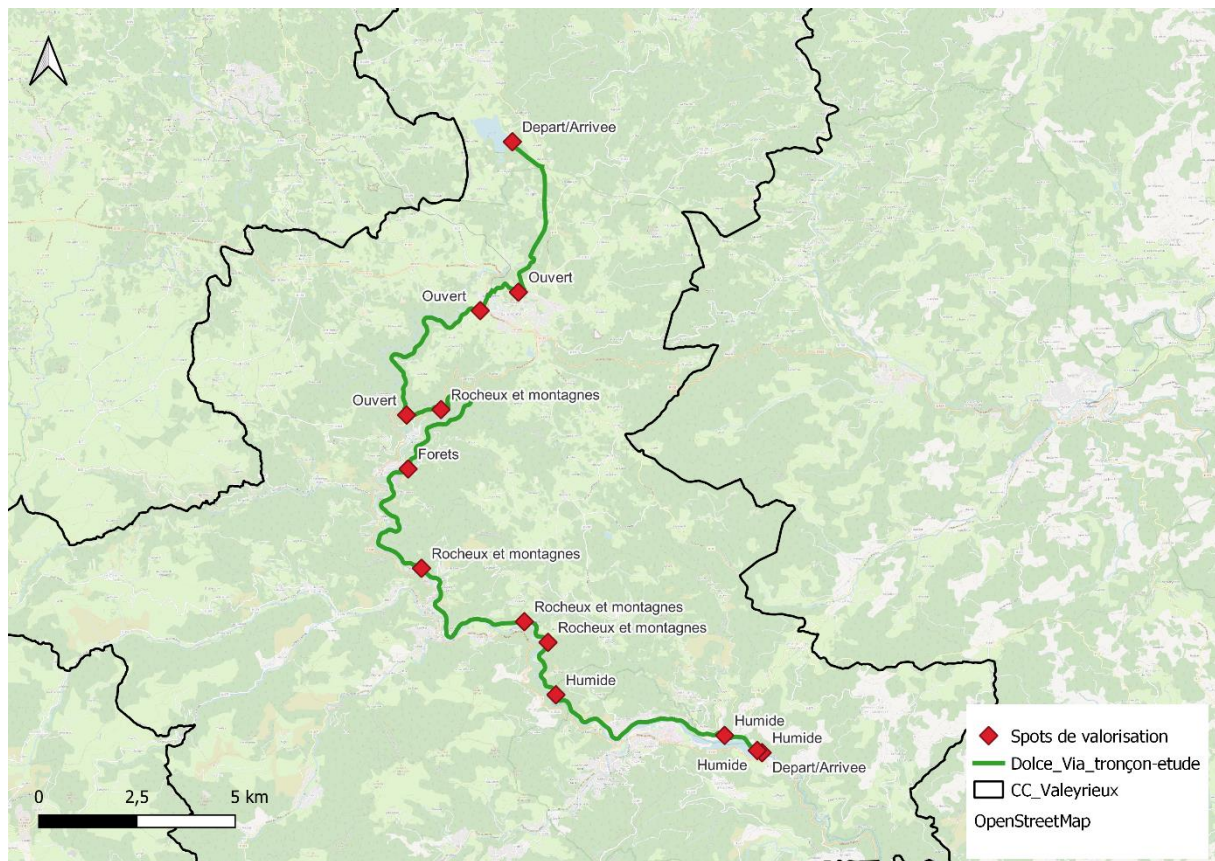 Depart/Arrivee
Ouvert
Ouvert
Ouvert
Rocheux et montagnes
Forets
Rocheux et montagnes
Rocheux et montagnes
Rocheux et montagnes
Humide
Humide
Humide
Humide
Depart/Arrivee
Spots de valorisation
Dolce_Via_tronçon-etude
CC_Valeyrieux
OpenStreetMap
0 2,5 5 km